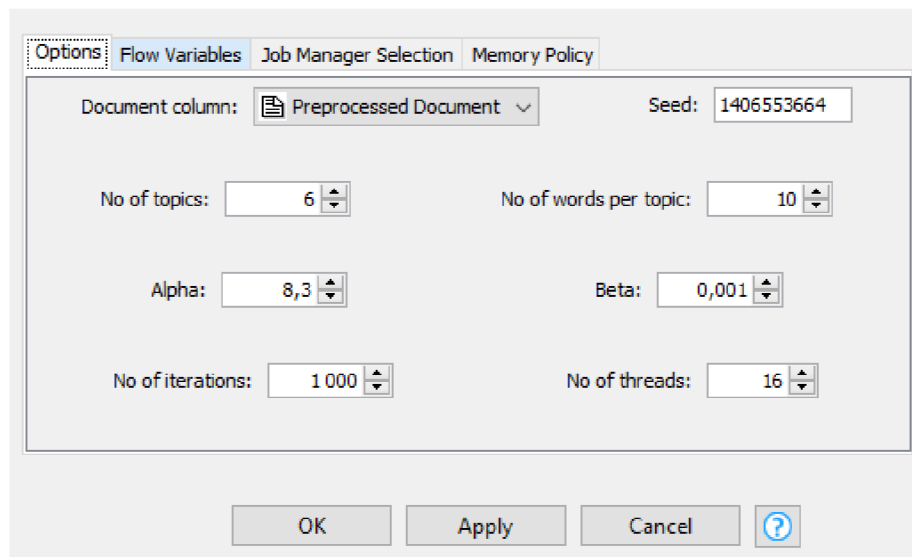 Options Flow Variables Job Manager Selection Memory Policy
Document column: Preprocessed Document Seed: 1406553664
No of topics: 6 No of words per topic: 10
Alpha: 8,3 Beta: 0,001
No of iterations: 1 000 No of threads: 16
OK Apply Cancel ?